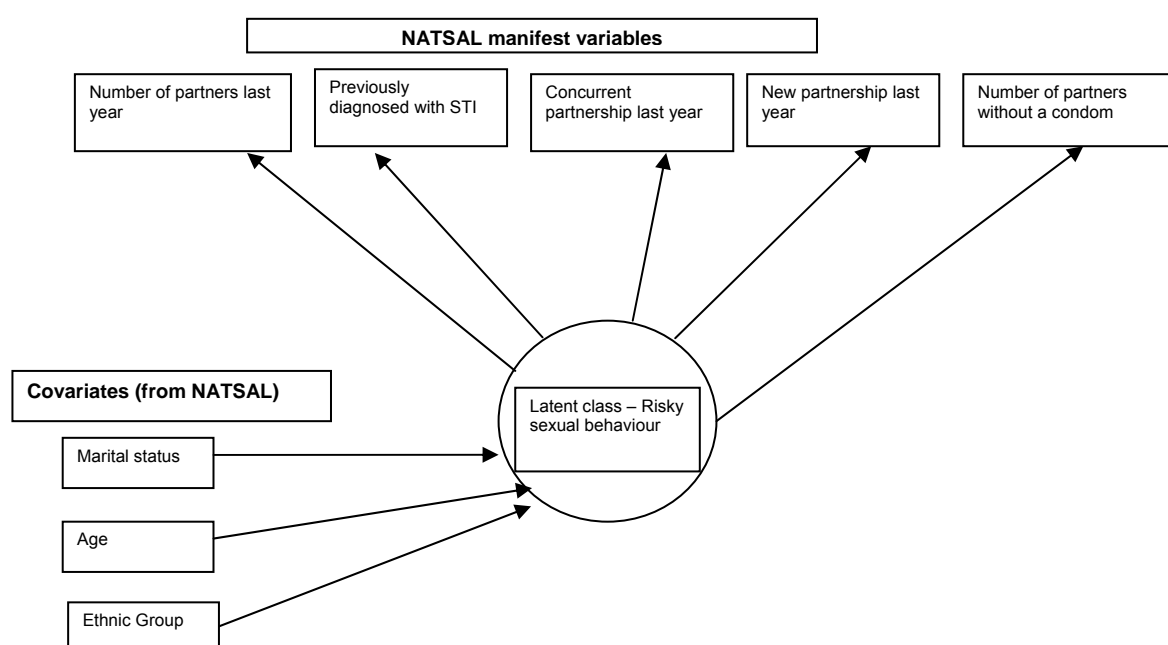 NATSAL manifest variables
Number of partners last
year
Previously
diagnosed with STI
Concurrent
partnership last year
New partnership last
year
Number of partners
without a condom
Latent class – Risky
sexual behaviour
Covariates (from NATSAL)
Marital status
Age
Ethnic Group